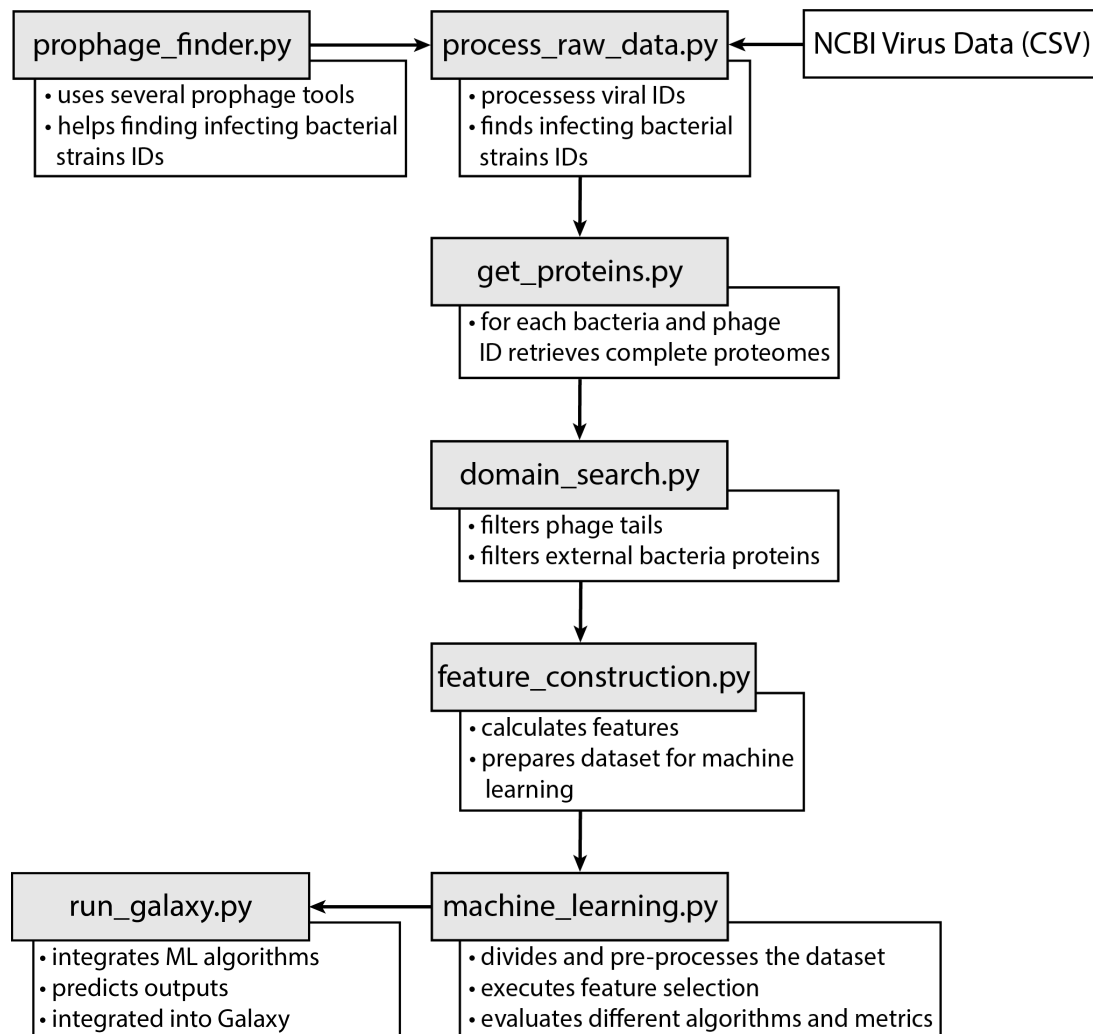 prophage_finder.py
process_raw_data.py
NCBI Virus Data (CSV)
• uses several prophage tools
• helps finding infecting bacterial
strains IDs
• processess viral IDs
• finds infecting bacterial
strains IDs
get_proteins.py
• for each bacteria and phage
ID retrieves complete proteomes
domain_search.py
• filters phage tails
• filters external bacteria proteins
feature_construction.py
• calculates features
• prepares dataset for machine
learning
run_galaxy.py
machine_learning.py
• integrates ML algorithms
• predicts outputs
• integrated into Galaxy
• divides and pre-processes the dataset
• executes feature selection
• evaluates different algorithms and metrics